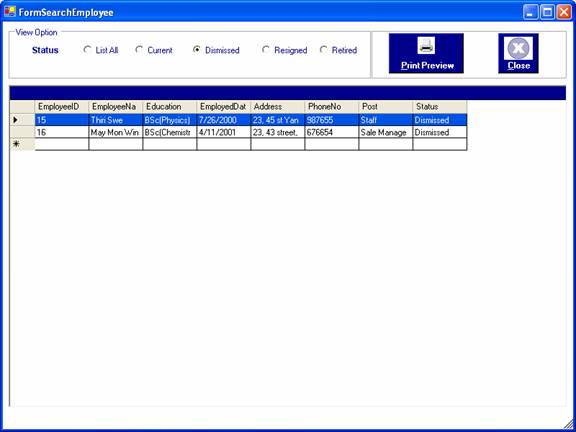 FormSearchEmployee
View Option
Status List All Current Dismissed Resigned Retired
Print Preview
Close
EmployeeID EmployeeNa Education EmployedDat Address PhoneNo Post Status
15 Thiri Swe BSc(Physics) 7/26/2000 23, 45 st Yan 987655 Staff Dismissed
16 May Mon Win BSc(Chemistr 4/11/2001 23, 43 street, 676654 Sale Manage Dismissed